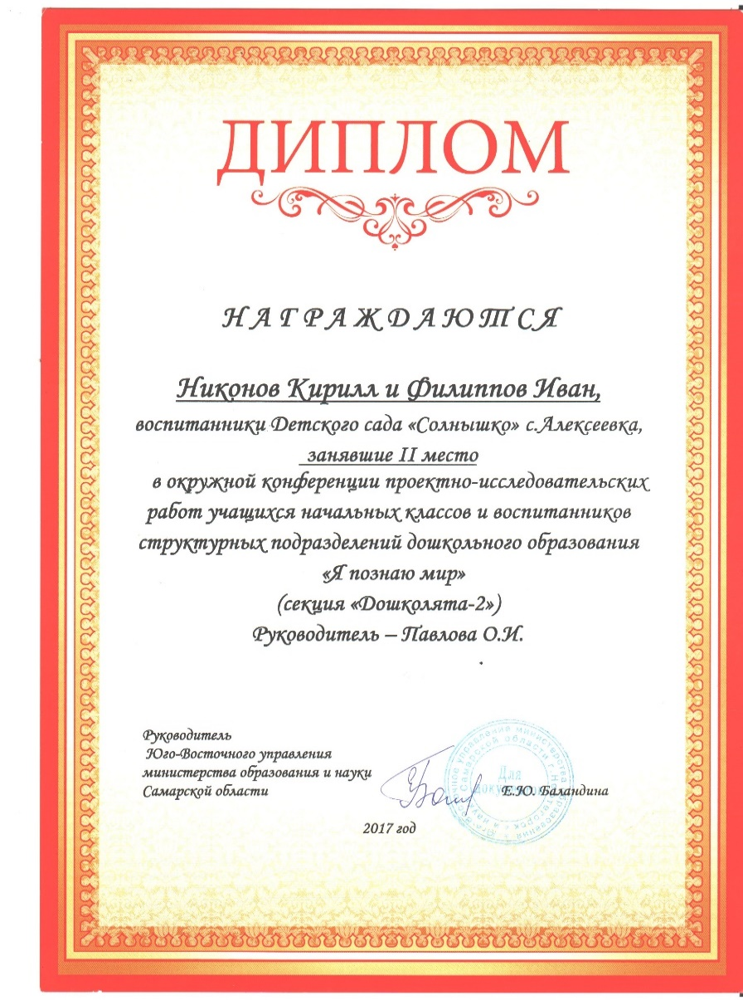 ДИПЛОМ
НАГРАЖДАЮТСЯ
Никонов Кирилл и Филиппов Иван,
воспитанники Детского сада «Солнышко» с.Алексеевка,
занявшие II место
в окружной конференции проектно-исследовательских
работ учащихся начальных классов и воспитанников
структурных подразделений дошкольного образования
«Я познаю мир»
(секция «Дошколята-2»)
Руководитель – Павлова О.И.
Руководитель
Юго-Восточного управления
министерства образования и науки
Самарской области
Е.Ю. Баландина
Для
документов
2017 год